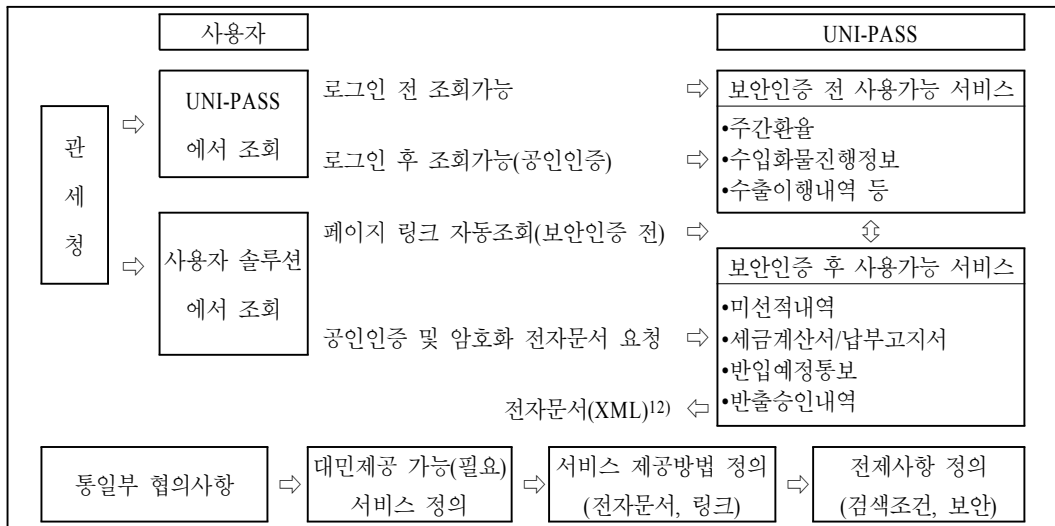 사용자
UNI-PASS
관
세
청
UNI-PASS
에서 조회
로그인 전 조회가능
로그인 후 조회가능(공인인증)
보안인증 전 사용가능 서비스
•주간환율
•수입화물진행정보
•수출이행내역 등
사용자 솔루션
에서 조회
페이지 링크 자동조회(보안인증 전)
공인인증 및 암호화 전자문서 요청
전자문서(XML)12)
보안인증 후 사용가능 서비스
•미선적내역
•세금계산서/납부고지서
•반입예정통보
•반출승인내역
통일부 협의사항
대민제공 가능(필요)
서비스 정의
서비스 제공방법 정의
(전자문서, 링크)
전제사항 정의
(검색조건, 보안)